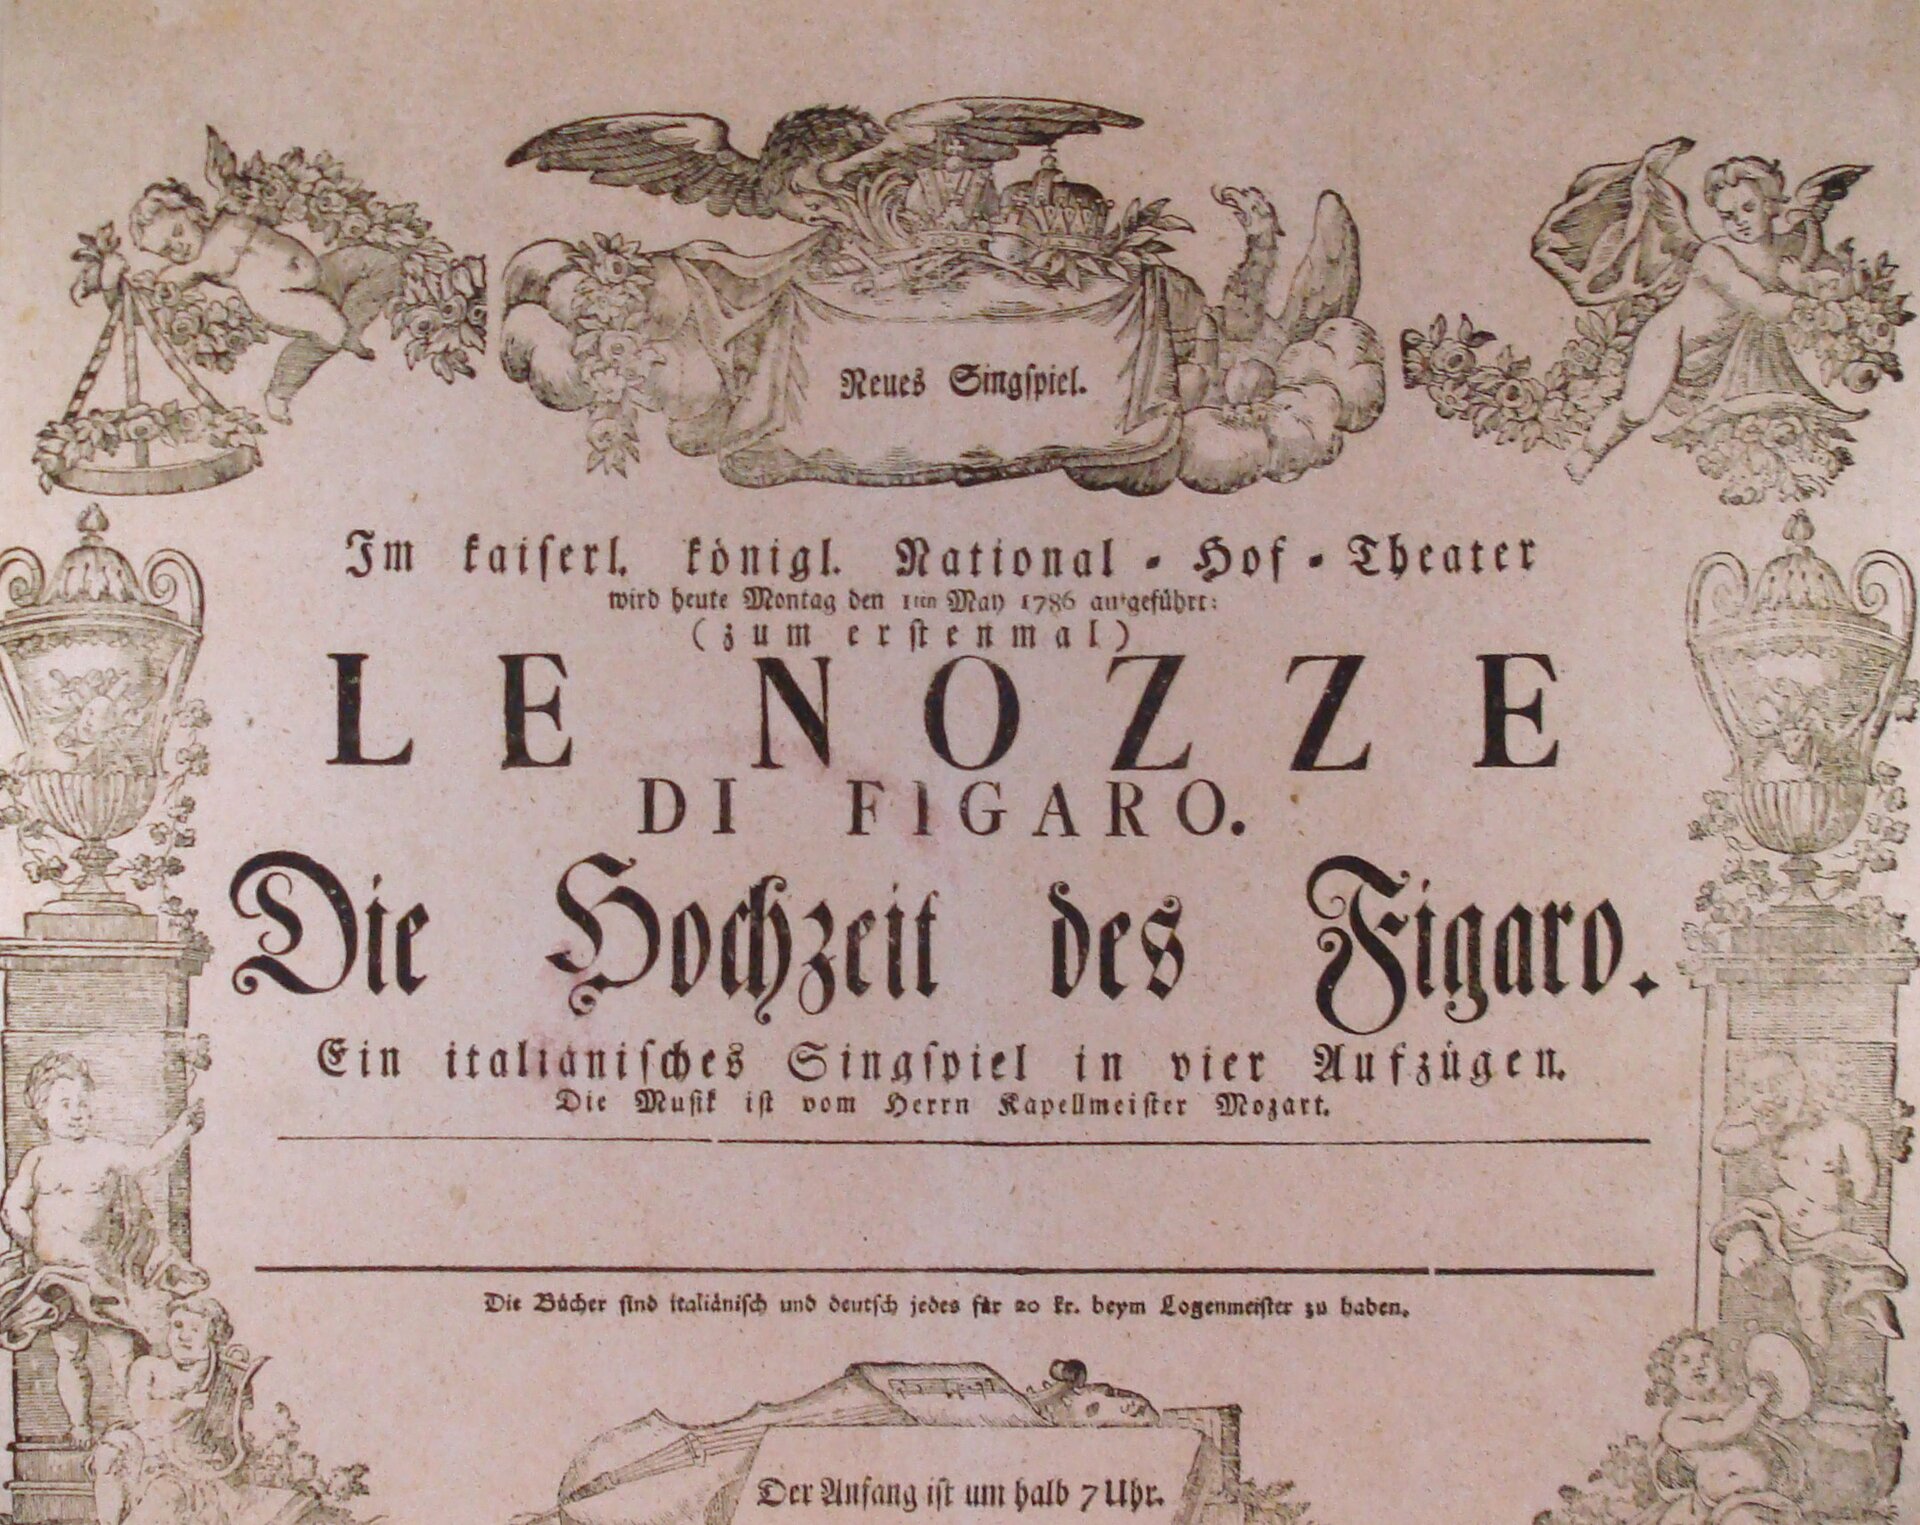 Neues Singſpiel.
Im kaiſerl. königl. National-Hof-Theater
wird heute Montag den 1ten May 1786 aufgeführt:
(zum erſtenmal)
LE NOZZE
DI FIGARO.
Die Hochzeit des Figaro.
Ein italiäniſches Singſpiel in vier Aufzügen.
Die Muſik iſt vom Herrn Kapellmeiſter Mozart.
Die Bücher ſind italiäniſch und deutſch jedes für 20 kr. beym Logenmeiſter zu haben.
Der Anfang iſt um halb 7 Uhr.